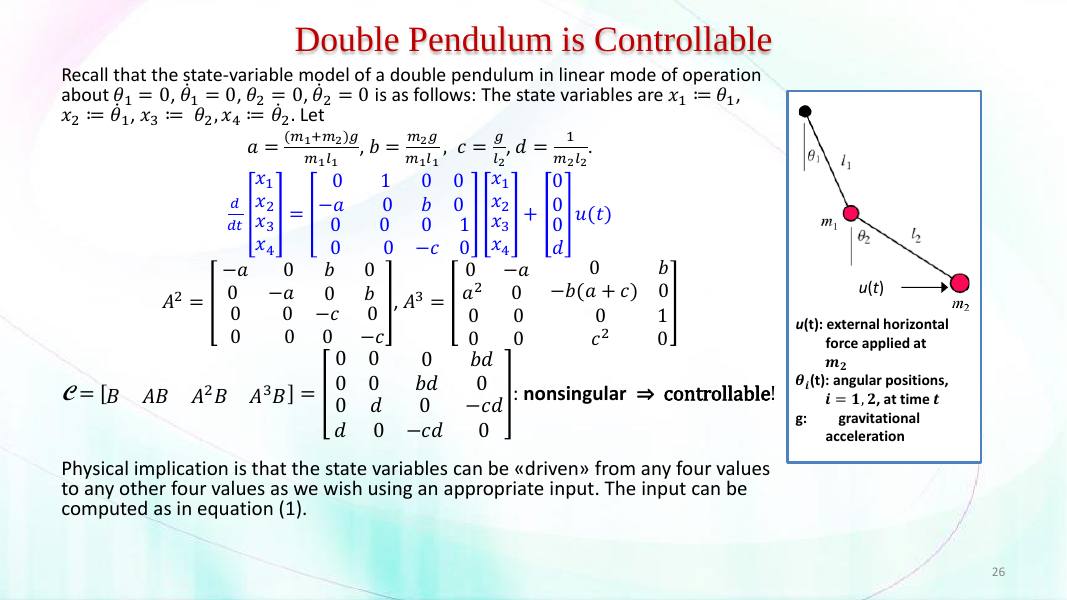 Double Pendulum is Controllable
Recall that the state-variable model of a double pendulum in linear mode of operation
about θ₁ = 0, θ̇₁ = 0, θ₂ = 0, θ̇₂ = 0 is as follows: The state variables are x₁ ≔ θ₁,
x₂ ≔ θ̇₁, x₃ ≔ θ₂, x₄ ≔ θ̇₂. Let
a = (m₁+m₂)g / m₁l₁, b = m₂g / m₁l₁, c = g / l₂, d = 1 / m₂l₂.
d/dt [x₁; x₂; x₃; x₄] = [0 1 0 0; −a 0 b 0; 0 0 0 1; 0 0 −c 0] [x₁; x₂; x₃; x₄] + [0; 0; 0; d] u(t)
A² = [−a 0 b 0; 0 −a 0 b; 0 0 −c 0; 0 0 0 −c], A³ = [0 −a 0 b; a² 0 −b(a + c) 0; 0 0 0 1; 0 0 c² 0]
𝓒 = [B AB A²B A³B] = [0 0 0 bd; 0 0 bd 0; 0 d 0 −cd; d 0 −cd 0] : nonsingular ⇒ controllable!
Physical implication is that the state variables can be «driven» from any four values
to any other four values as we wish using an appropriate input. The input can be
computed as in equation (1).
θ₁
l₁
m₁
θ₂
l₂
u(t)
m₂
u(t): external horizontal
force applied at
m₂
θᵢ(t): angular positions,
i = 1, 2, at time t
g: gravitational
acceleration
26